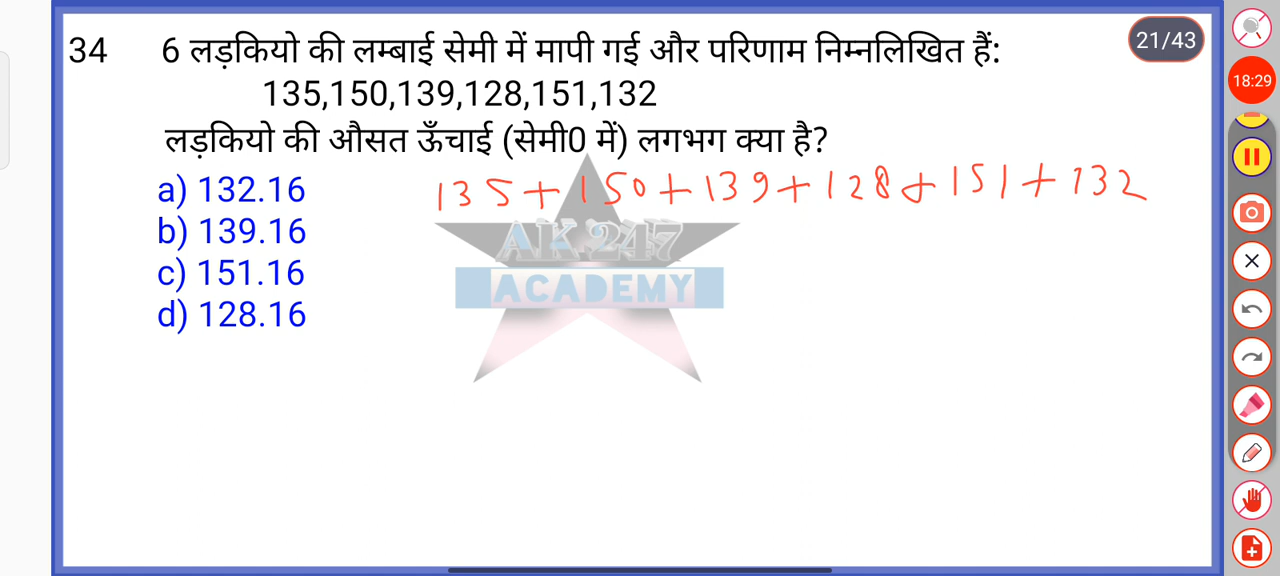 34 6 लड़कियो की लम्बाई सेमी में मापी गई और परिणाम निम्नलिखित हैं:
21/43
135,150,139,128,151,132
18:29
लड़कियो की औसत ऊँचाई (सेमी0 में) लगभग क्या है?
135+150+139+128+151+132
a) 132.16
b) 139.16
c) 151.16
d) 128.16
AK 247
ACADEMY